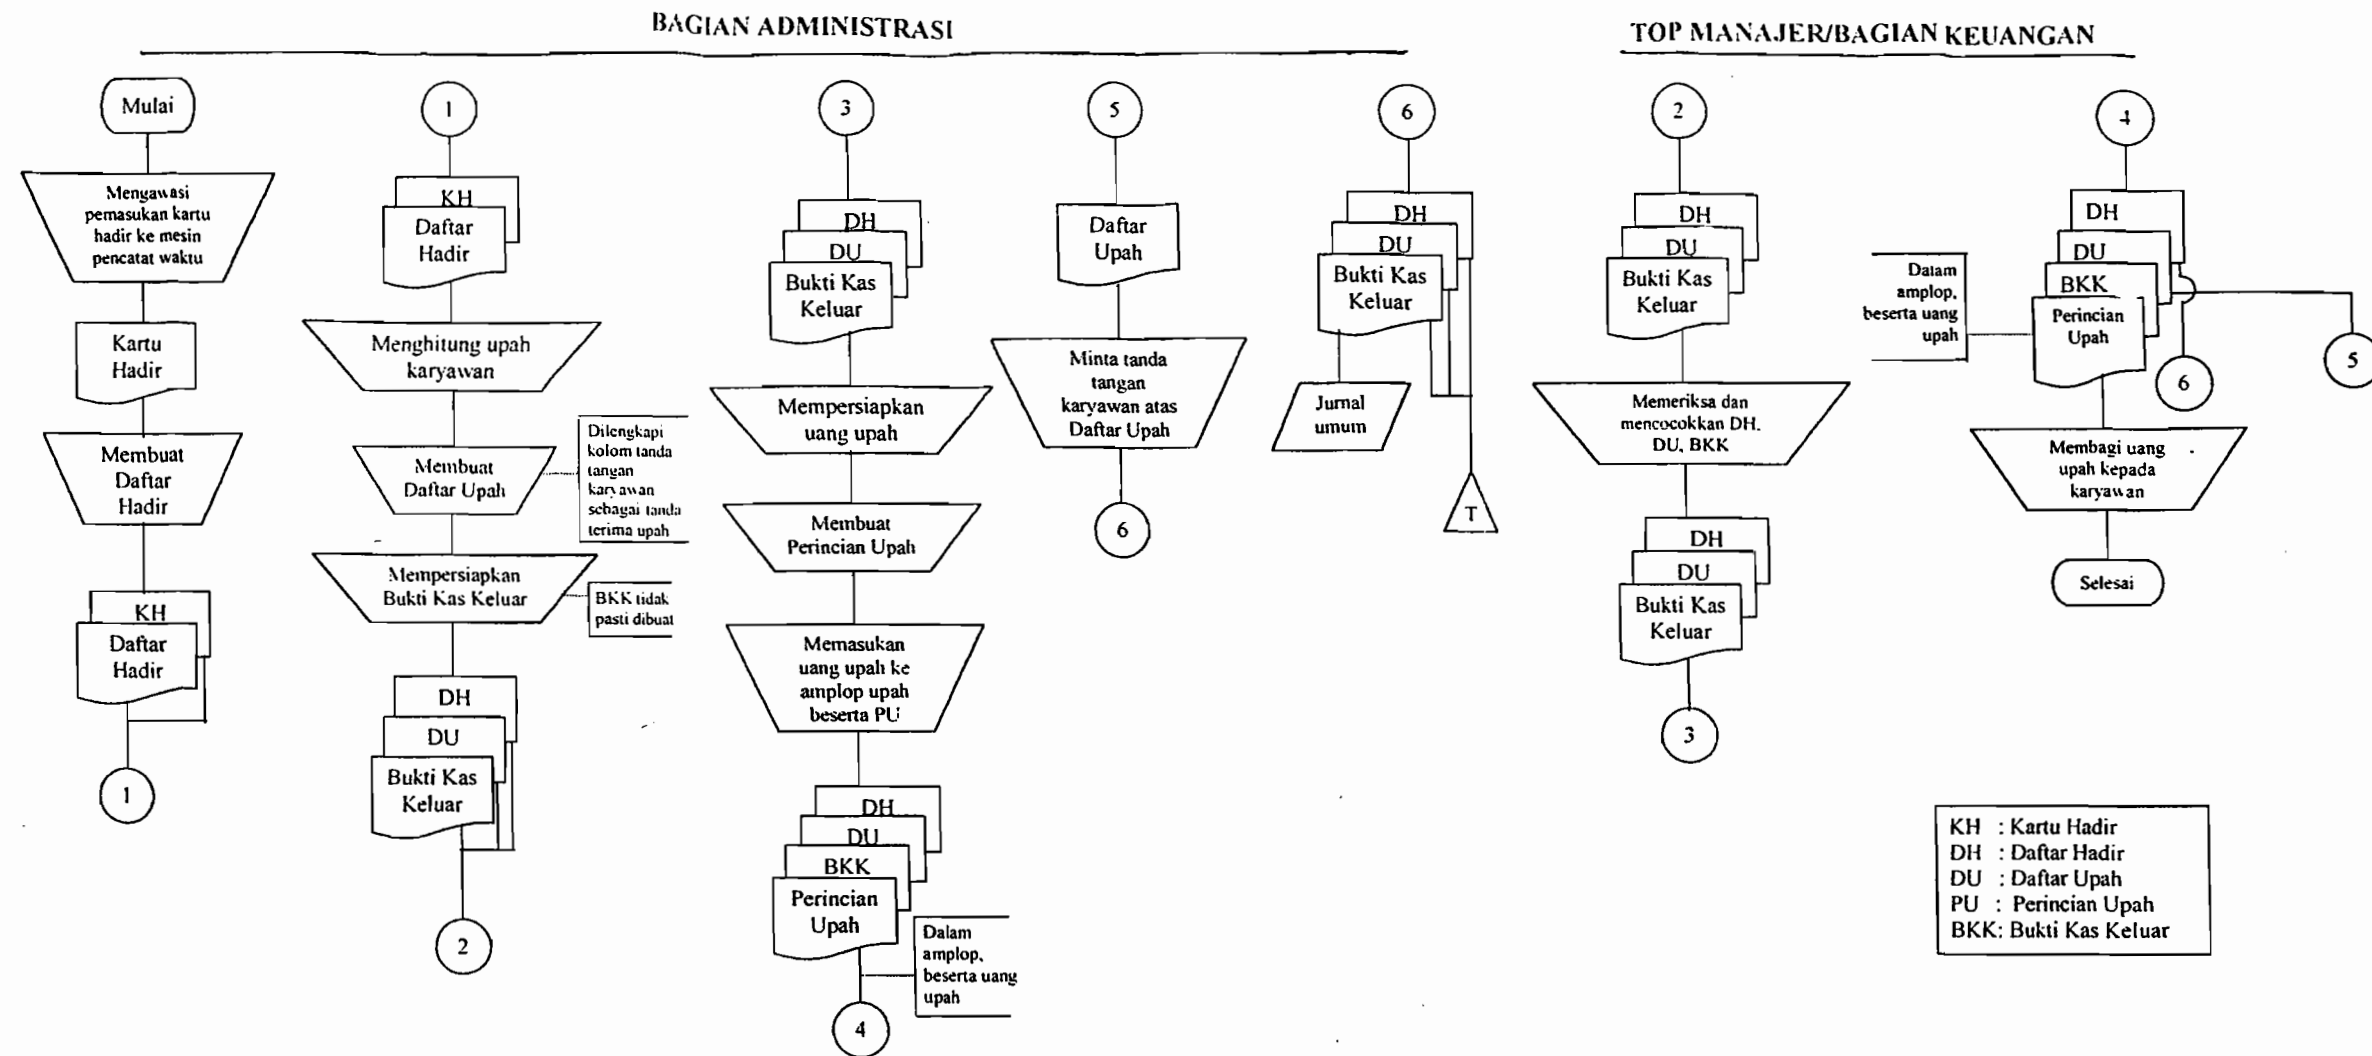 BAGIAN ADMINISTRASI
Mulai
Mengawasi
pemasukan kartu
hadir ke mesin
pencatat waktu
Kartu
Hadir
Membuat
Daftar
Hadir
KH
Daftar
Hadir
1
1
KH
Daftar
Hadir
Menghitung upah
karyawan
Membuat
Daftar Upah
Dilengkapi
kolom tanda
tangan
karyawan
sebagai tanda
terima upah
Mempersiapkan
Bukti Kas Keluar
BKK tidak
pasti dibuat
DH
DU
Bukti Kas
Keluar
2
3
DH
DU
Bukti Kas
Keluar
Mempersiapkan
uang upah
Membuat
Perincian Upah
Memasukan
uang upah ke
amplop upah
beserta PU
DH
DU
BKK
Perincian
Upah
Dalam
amplop,
beserta uang
upah
4
5
Daftar
Upah
Minta tanda
tangan
karyawan atas
Daftar Upah
6
6
DH
DU
Bukti Kas
Keluar
Jurnal
umum
T
TOP MANAJER/BAGIAN KEUANGAN
2
DH
DU
Bukti Kas
Keluar
Memeriksa dan
mencocokkan DH.
DU, BKK
DH
DU
Bukti Kas
Keluar
3
4
DH
DU
BKK
Perincian
Upah
Dalam
amplop,
beserta uang
upah
6
5
Membagi uang
upah kepada
karyawan
Selesai
KH : Kartu Hadir
DH : Daftar Hadir
DU : Daftar Upah
PU : Perincian Upah
BKK: Bukti Kas Keluar